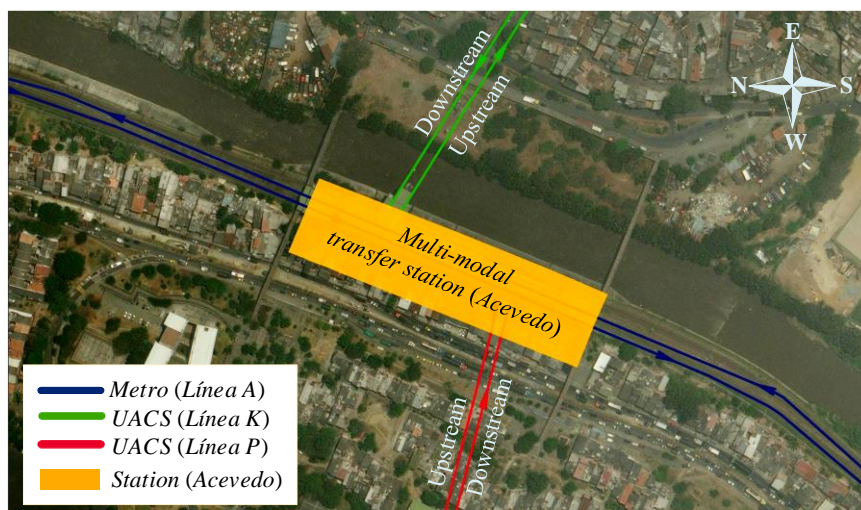 E
N
S
W
Downstream
Upstream
Multi-modal
transfer station (Acevedo)
Upstream
Downstream
Metro (Línea A)
UACS (Línea K)
UACS (Línea P)
Station (Acevedo)